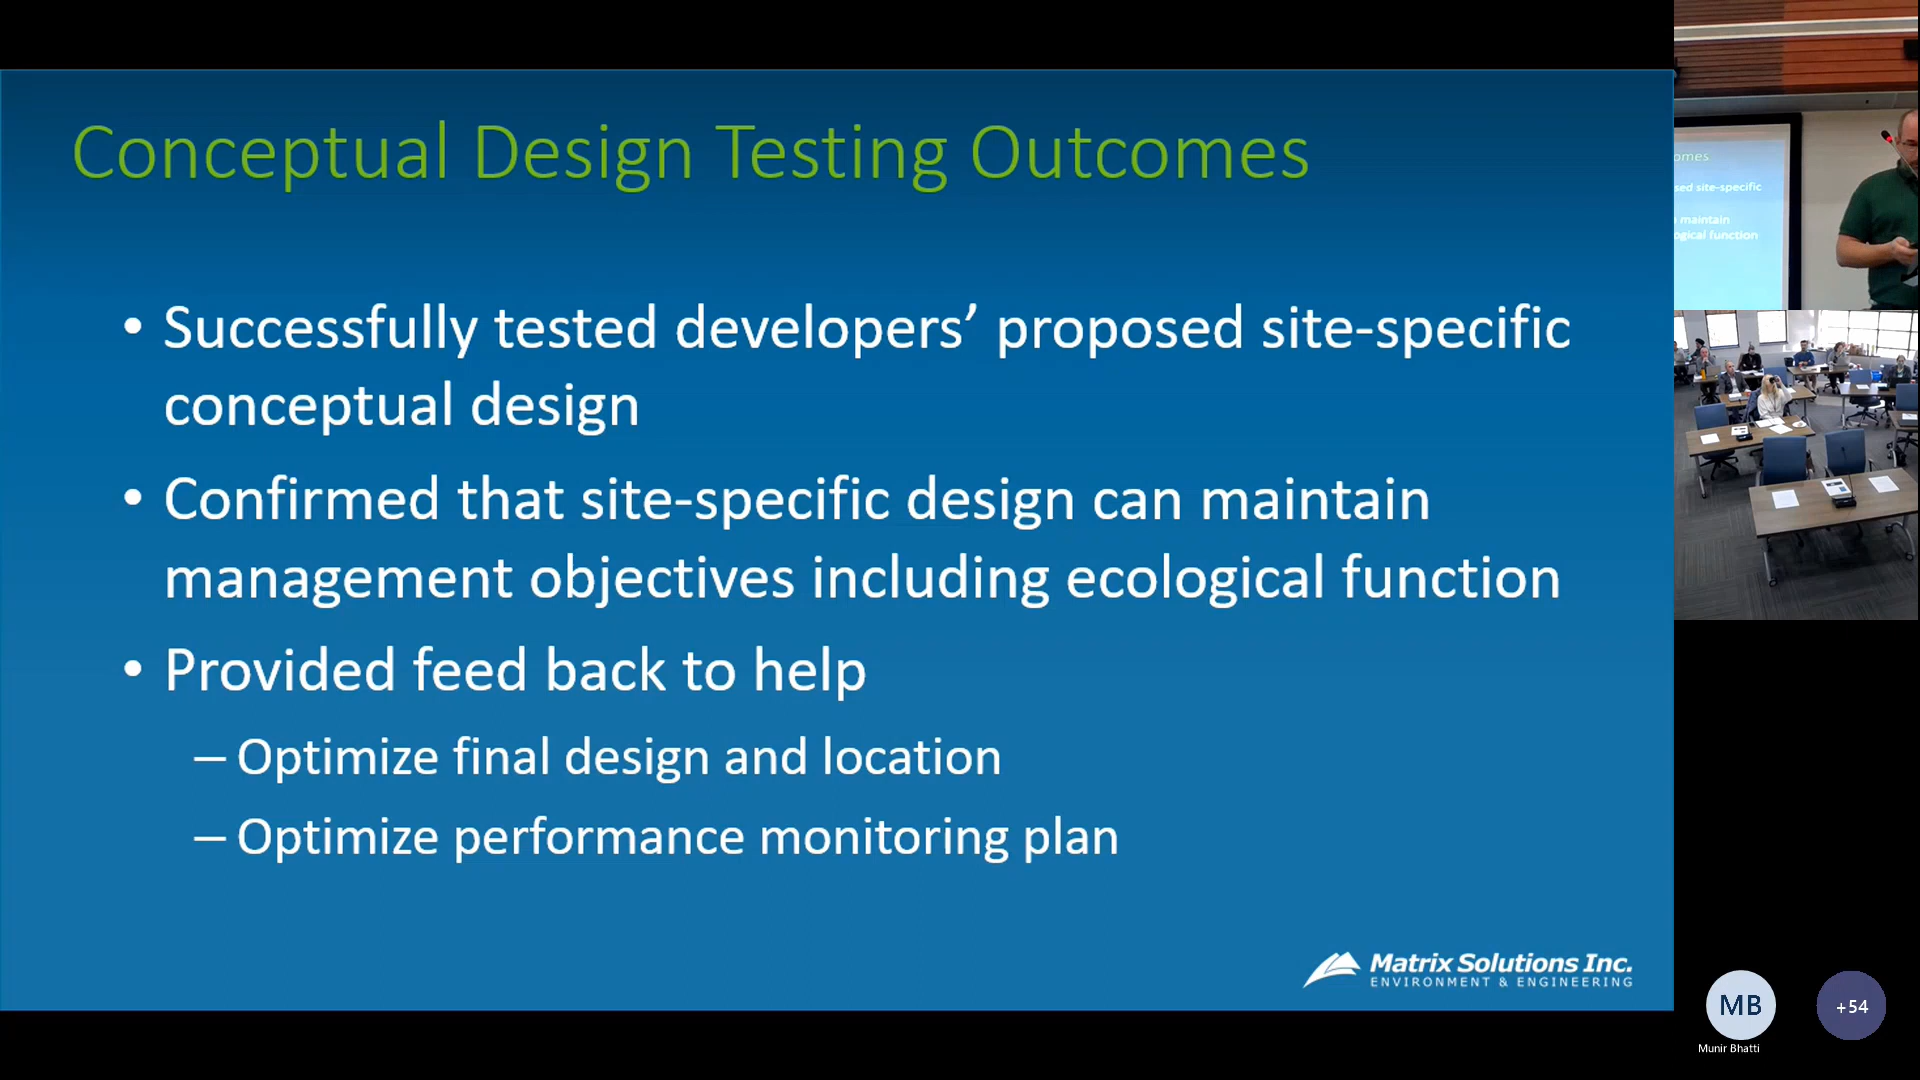 Conceptual Design Testing Outcomes
• Successfully tested developers’ proposed site-specific
conceptual design
• Confirmed that site-specific design can maintain
management objectives including ecological function
• Provided feed back to help
– Optimize final design and location
– Optimize performance monitoring plan
Matrix Solutions Inc.
ENVIRONMENT & ENGINEERING
omes
sed site-specific
maintain
ogical function
MB
+54
Munir Bhatti